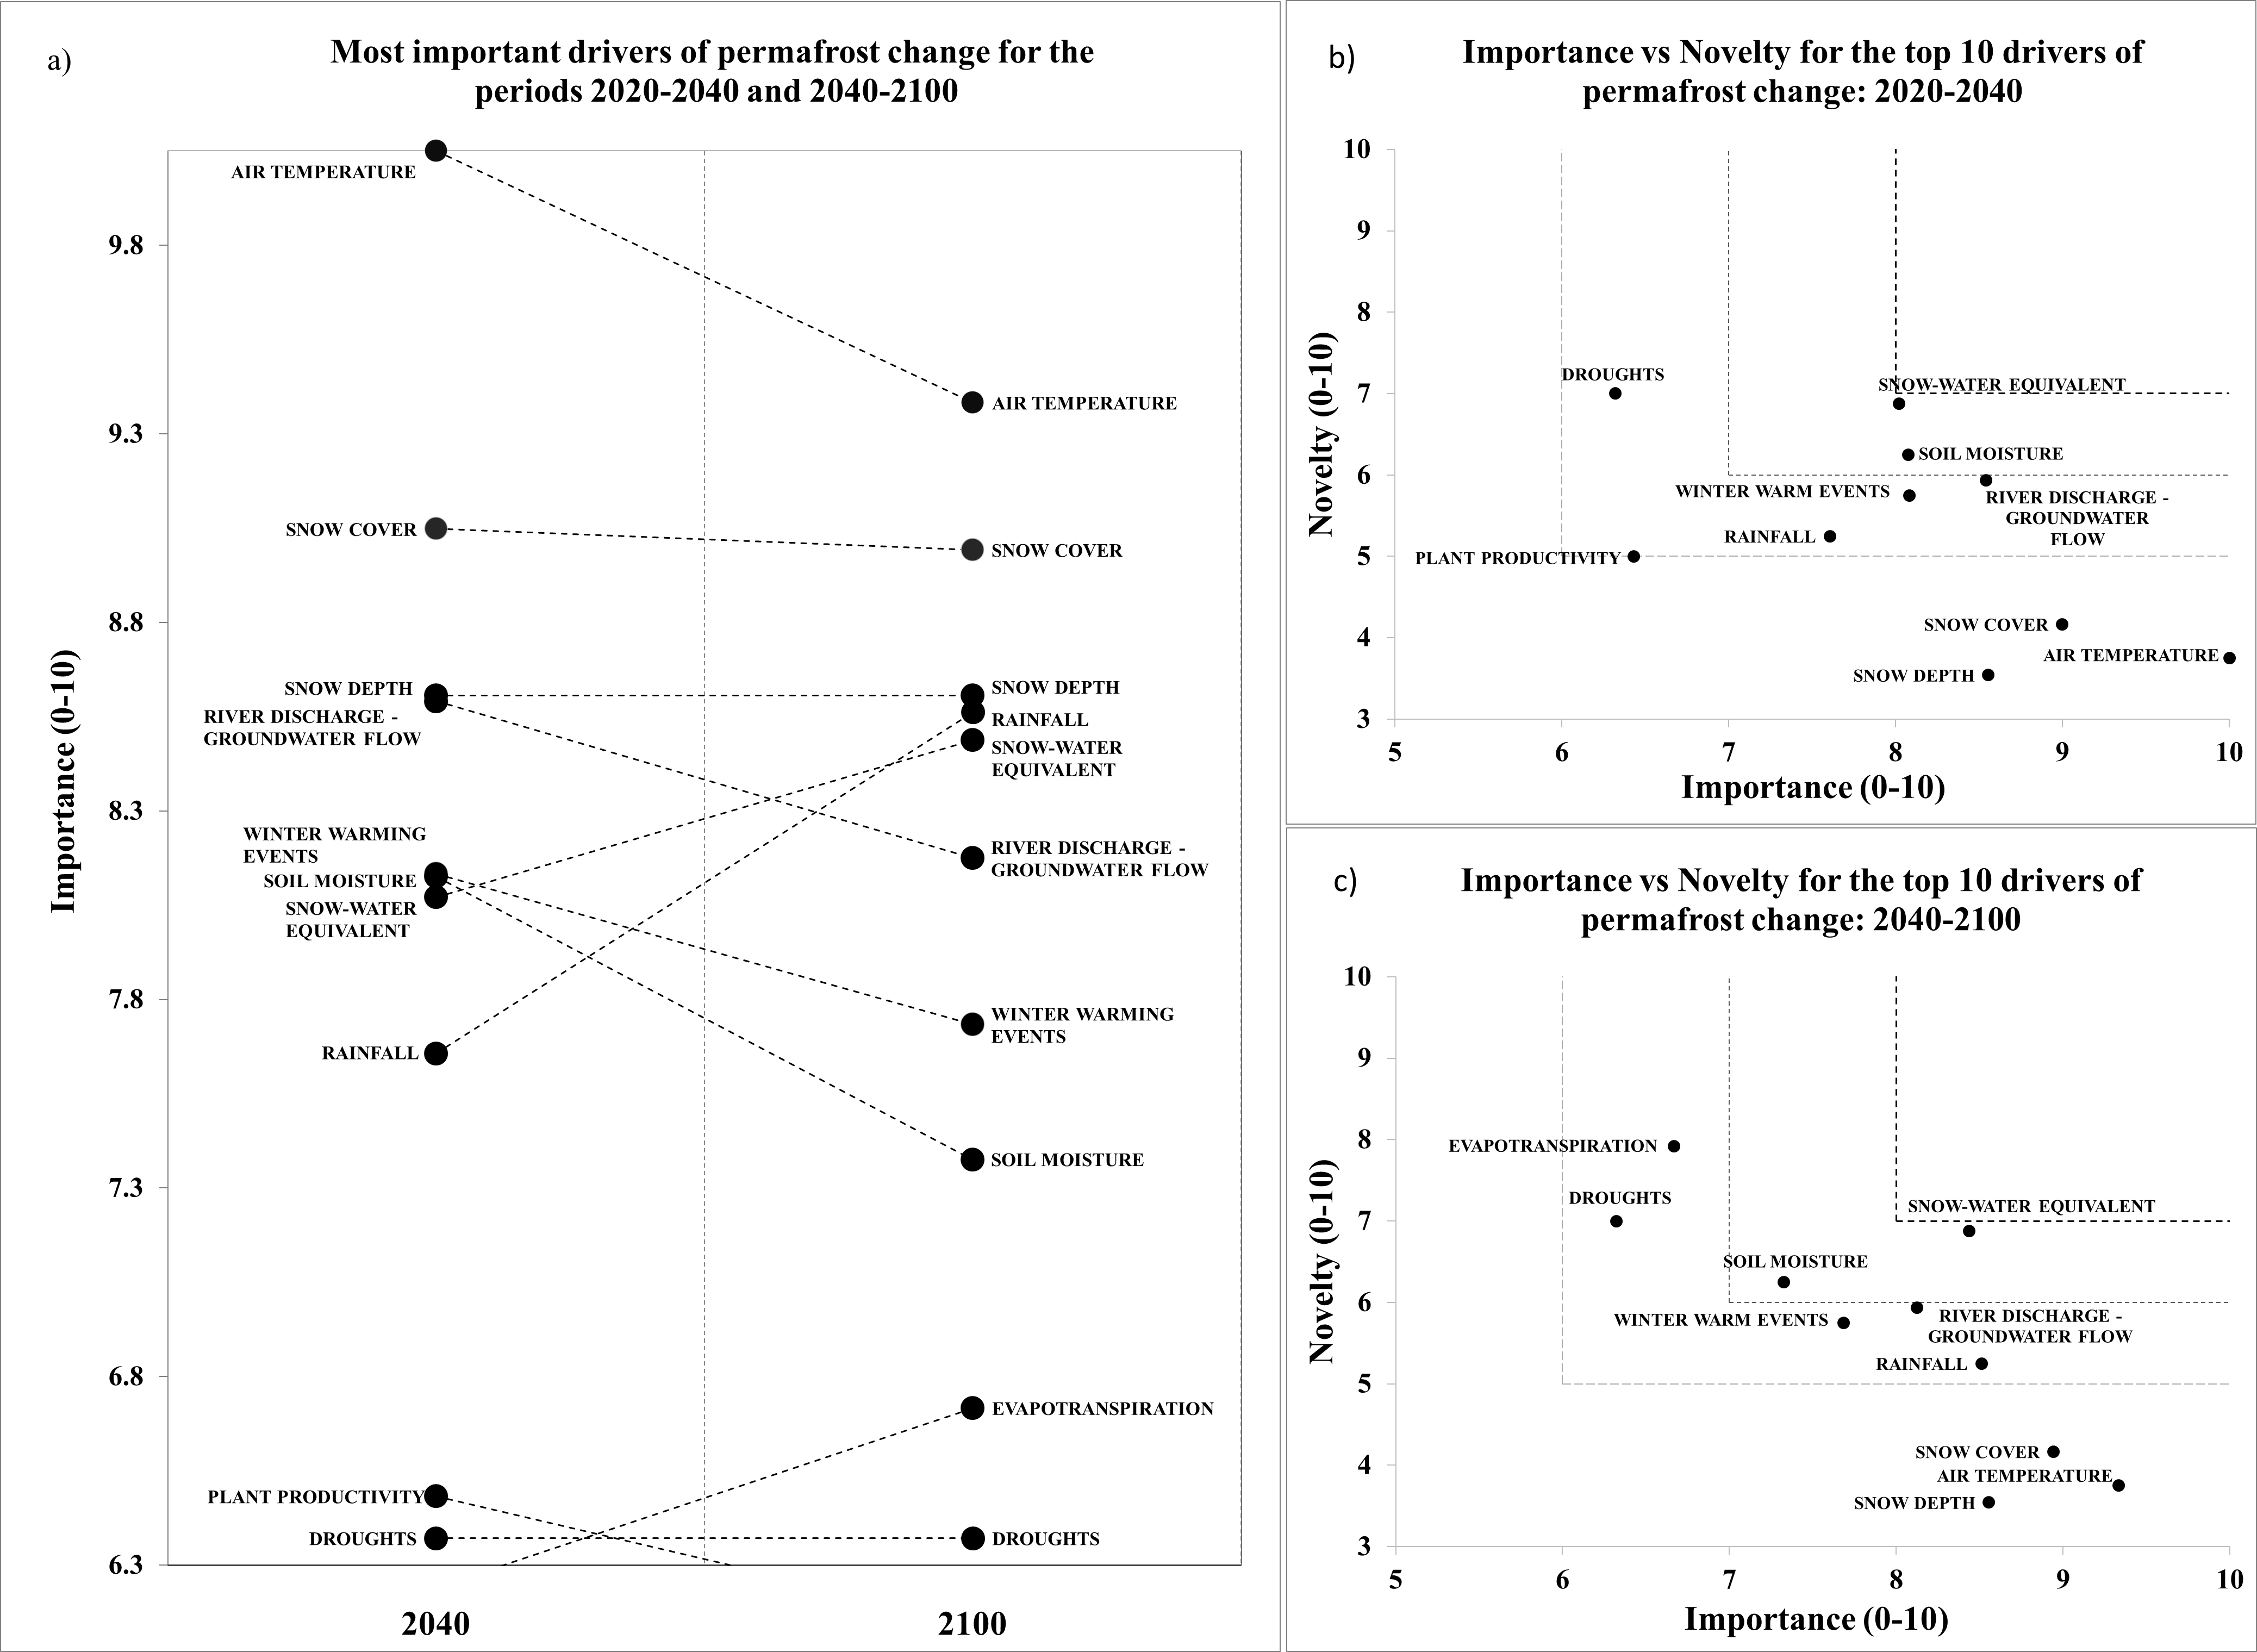 a)
Most important drivers of permafrost change for the
periods 2020-2040 and 2040-2100
Importance (0-10)
9.8
9.3
8.8
8.3
7.8
7.3
6.8
6.3
AIR TEMPERATURE
SNOW COVER
SNOW DEPTH
RIVER DISCHARGE -
GROUNDWATER FLOW
WINTER WARMING
EVENTS
SOIL MOISTURE
SNOW-WATER
EQUIVALENT
RAINFALL
PLANT PRODUCTIVITY
DROUGHTS
AIR TEMPERATURE
SNOW COVER
SNOW DEPTH
RAINFALL
SNOW-WATER
EQUIVALENT
RIVER DISCHARGE -
GROUNDWATER FLOW
WINTER WARMING
EVENTS
SOIL MOISTURE
EVAPOTRANSPIRATION
DROUGHTS
2040
2100
b)
Importance vs Novelty for the top 10 drivers of
permafrost change: 2020-2040
Novelty (0-10)
10
9
8
7
6
5
4
3
DROUGHTS
SNOW-WATER EQUIVALENT
SOIL MOISTURE
WINTER WARM EVENTS
RIVER DISCHARGE -
GROUNDWATER
FLOW
RAINFALL
PLANT PRODUCTIVITY
SNOW COVER
AIR TEMPERATURE
SNOW DEPTH
5
6
7
8
9
10
Importance (0-10)
c)
Importance vs Novelty for the top 10 drivers of
permafrost change: 2040-2100
Novelty (0-10)
10
9
8
7
6
5
4
3
EVAPOTRANSPIRATION
DROUGHTS
SNOW-WATER EQUIVALENT
SOIL MOISTURE
WINTER WARM EVENTS
RIVER DISCHARGE -
GROUNDWATER FLOW
RAINFALL
SNOW COVER
AIR TEMPERATURE
SNOW DEPTH
5
6
7
8
9
10
Importance (0-10)